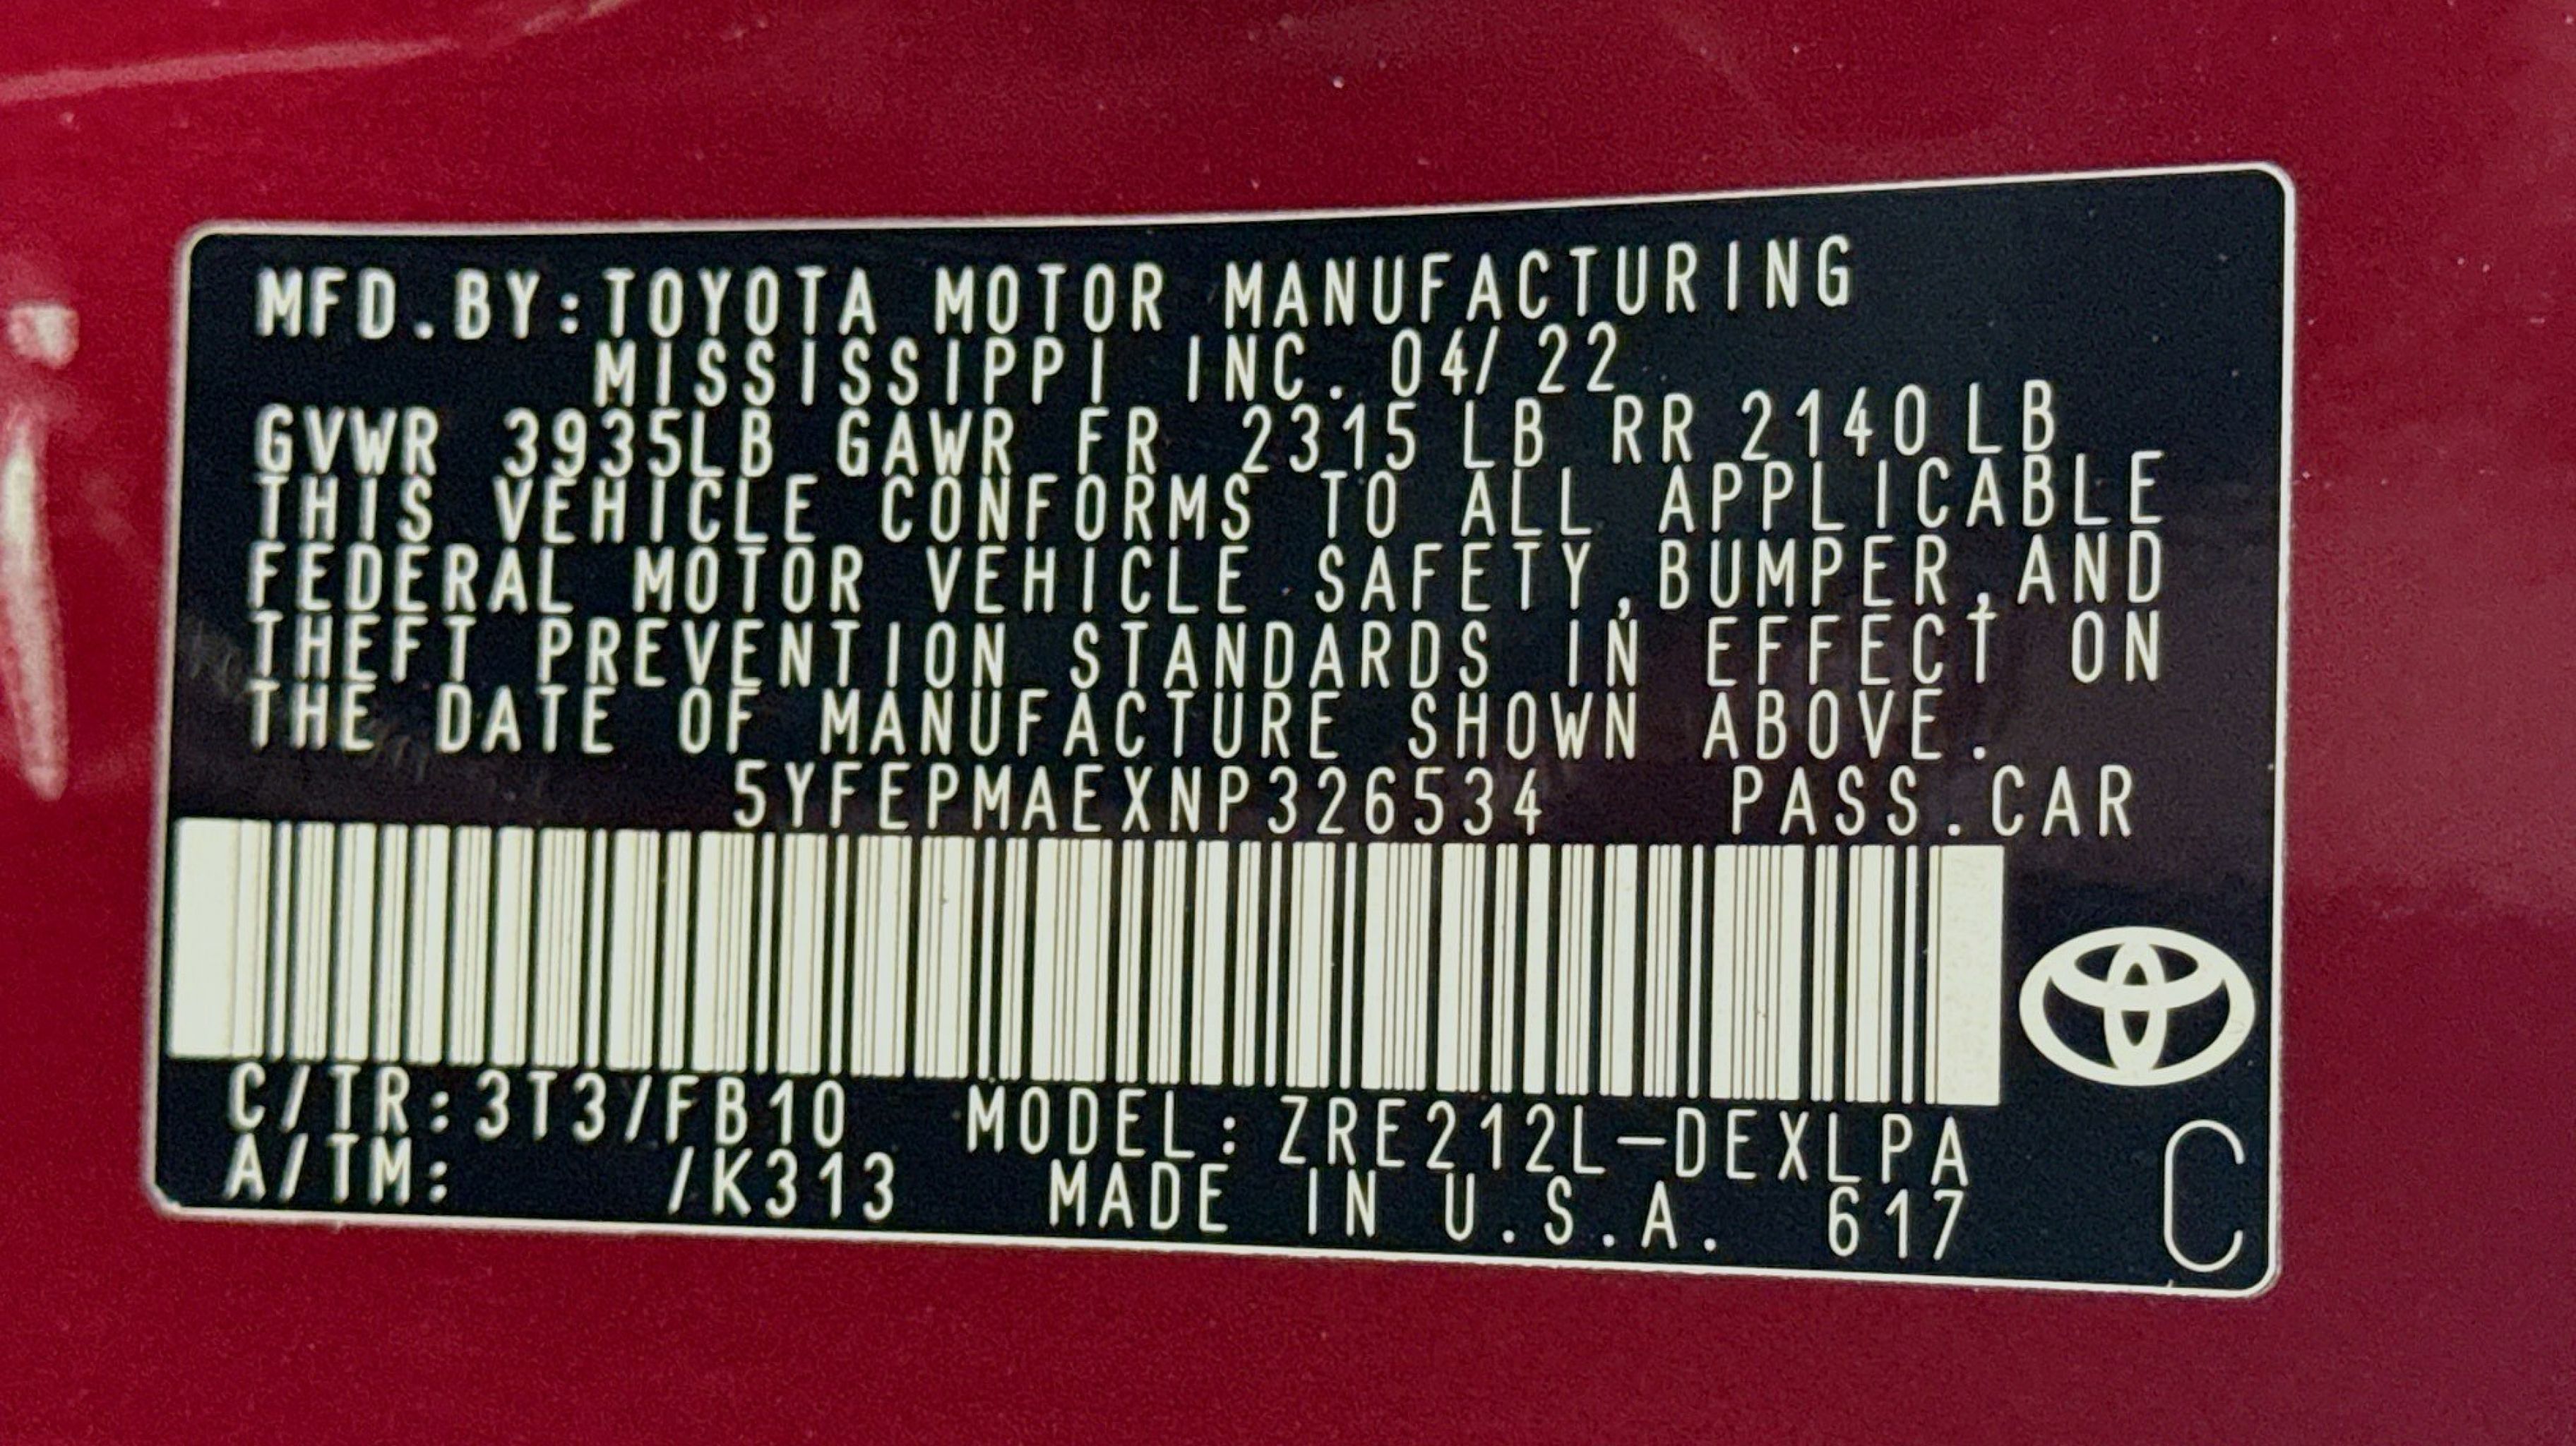 MFD.BY:TOYOTA MOTOR MANUFACTURING
MISSISSIPPI INC. 04/22
GVWR 3935LB GAWR FR 2315 LB RR 2140LB
THIS VEHICLE CONFORMS TO ALL APPLICABLE
FEDERAL MOTOR VEHICLE SAFETY,BUMPER,AND
THEFT PREVENTION STANDARDS IN EFFECT ON
THE DATE OF MANUFACTURE SHOWN ABOVE.
5YFEPMAEXNP326534 PASS.CAR
C/TR:3T3/FB10 MODEL:ZRE212L-DEXLPA
A/TM: /K313 MADE IN U.S.A. 617
C